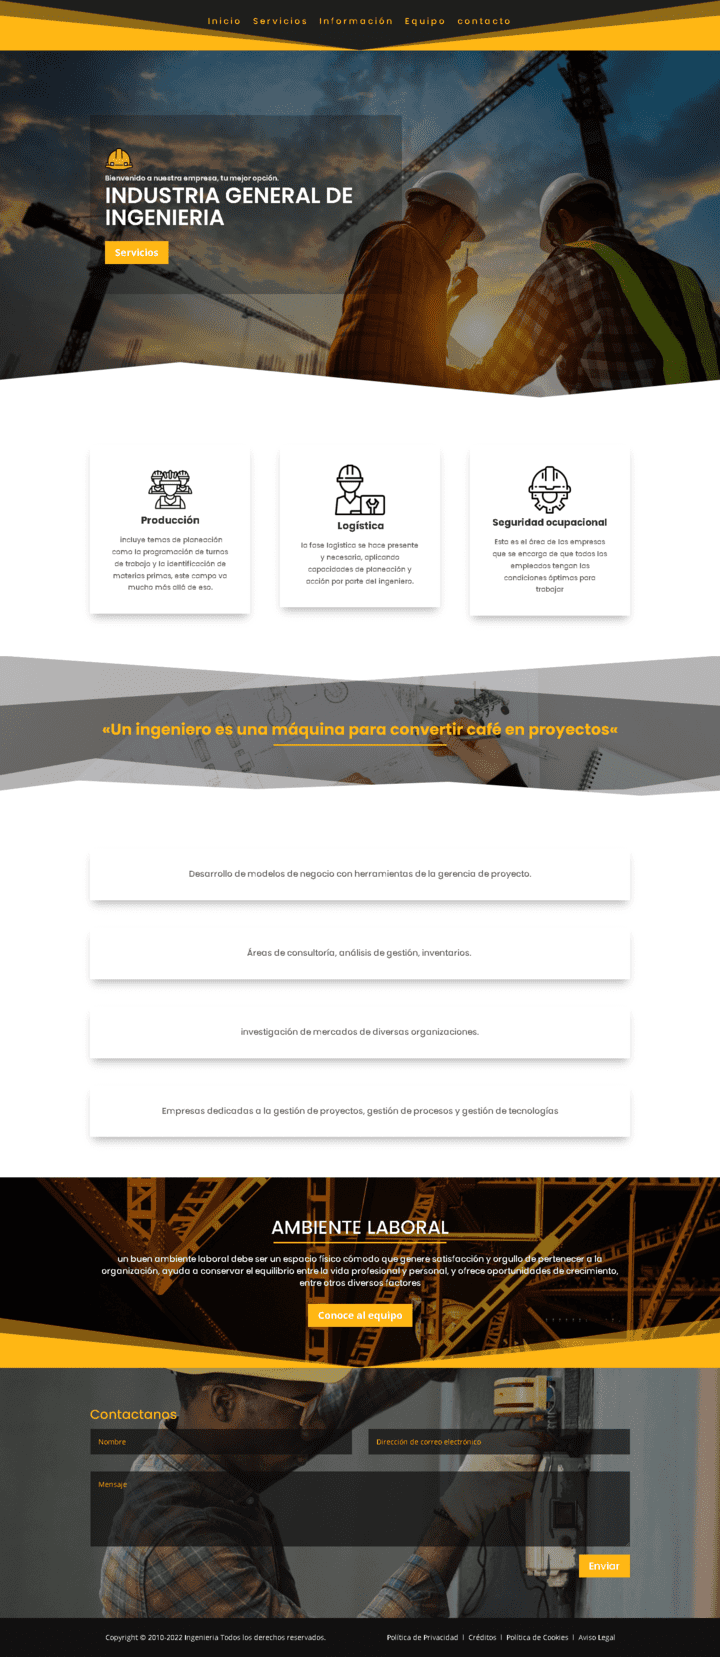 Inicio Servicios Información Equipo contacto
Bienvenido a nuestra empresa, tu mejor opción.
INDUSTRIA GENERAL DE
INGENIERIA
Servicios
Producción
incluye temas de planeación
como la programación de turnos
de trabajo y la identificación de
materias primas, este campo va
mucho más allá de eso.
Logística
la fase logística se hace presente
y necesaria, aplicando
capacidades de planeación y
acción por parte del ingeniero.
Seguridad ocupacional
Esta es el área de las empresas
que se encarga de que todos los
empleados tengan las
condiciones óptimas para
trabajar
«Un ingeniero es una máquina para convertir café en proyectos«
Desarrollo de modelos de negocio con herramientas de la gerencia de proyecto.
Áreas de consultoría, análisis de gestión, inventarios.
investigación de mercados de diversas organizaciones.
Empresas dedicadas a la gestión de proyectos, gestión de procesos y gestión de tecnologías
AMBIENTE LABORAL
un buen ambiente laboral debe ser un espacio físico cómodo que genere satisfacción y orgullo de pertenecer a la
organización, ayuda a conservar el equilibrio entre la vida profesional y personal, y ofrece oportunidades de crecimiento,
entre otros diversos factores
Conoce al equipo
Contactanos
Nombre
Dirección de correo electrónico
Mensaje
Enviar
Copyright © 2010-2022 Ingenieria Todos los derechos reservados.
Política de Privacidad | Créditos | Política de Cookies | Aviso Legal